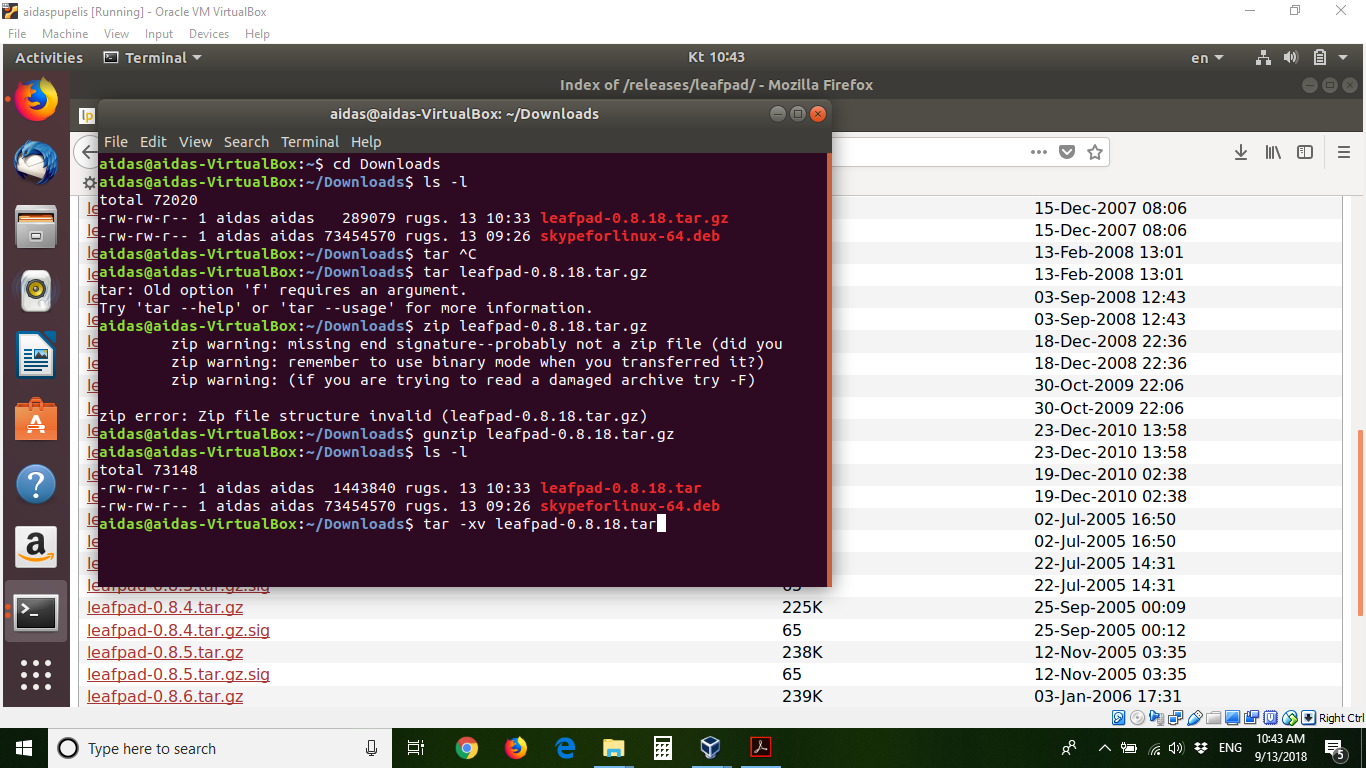 aidaspupelis [Running] - Oracle VM VirtualBox
File Machine View Input Devices Help
Activities Terminal Kt 10:43 en
Index of /releases/leafpad/ - Mozilla Firefox
lp
aidas@aidas-VirtualBox: ~/Downloads
File Edit View Search Terminal Help
aidas@aidas-VirtualBox:~$ cd Downloads
aidas@aidas-VirtualBox:~/Downloads$ ls -l
total 72020
-rw-rw-r-- 1 aidas aidas   289079 rugs. 13 10:33 leafpad-0.8.18.tar.gz
-rw-rw-r-- 1 aidas aidas 73454570 rugs. 13 09:26 skypeforlinux-64.deb
aidas@aidas-VirtualBox:~/Downloads$ tar ^C
aidas@aidas-VirtualBox:~/Downloads$ tar leafpad-0.8.18.tar.gz
tar: Old option 'f' requires an argument.
Try 'tar --help' or 'tar --usage' for more information.
aidas@aidas-VirtualBox:~/Downloads$ zip leafpad-0.8.18.tar.gz
zip warning: missing end signature--probably not a zip file (did you
zip warning: remember to use binary mode when you transferred it?)
zip warning: (if you are trying to read a damaged archive try -F)
zip error: Zip file structure invalid (leafpad-0.8.18.tar.gz)
aidas@aidas-VirtualBox:~/Downloads$ gunzip leafpad-0.8.18.tar.gz
aidas@aidas-VirtualBox:~/Downloads$ ls -l
total 73148
-rw-rw-r-- 1 aidas aidas  1443840 rugs. 13 10:33 leafpad-0.8.18.tar
-rw-rw-r-- 1 aidas aidas 73454570 rugs. 13 09:26 skypeforlinux-64.deb
aidas@aidas-VirtualBox:~/Downloads$ tar -xv leafpad-0.8.18.tar
15-Dec-2007 08:06
15-Dec-2007 08:06
13-Feb-2008 13:01
13-Feb-2008 13:01
03-Sep-2008 12:43
03-Sep-2008 12:43
18-Dec-2008 22:36
18-Dec-2008 22:36
30-Oct-2009 22:06
30-Oct-2009 22:06
23-Dec-2010 13:58
23-Dec-2010 13:58
19-Dec-2010 02:38
19-Dec-2010 02:38
02-Jul-2005 16:50
02-Jul-2005 16:50
22-Jul-2005 14:31
22-Jul-2005 14:31
leafpad-0.8.4.tar.gz 225K 25-Sep-2005 00:09
leafpad-0.8.4.tar.gz.sig 65 25-Sep-2005 00:12
leafpad-0.8.5.tar.gz 238K 12-Nov-2005 03:35
leafpad-0.8.5.tar.gz.sig 65 12-Nov-2005 03:35
leafpad-0.8.6.tar.gz 239K 03-Jan-2006 17:31
Right Ctrl
Type here to search
ENG
10:43 AM
9/13/2018
5